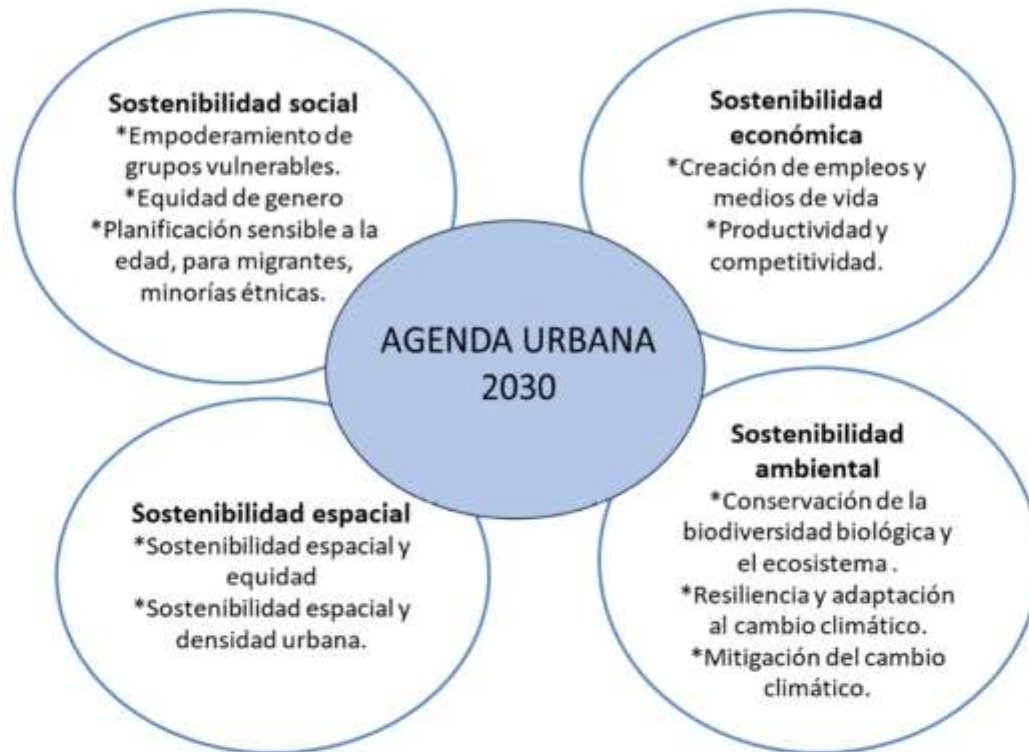 Sostenibilidad social
*Empoderamiento de
grupos vulnerables.
*Equidad de genero
*Planificación sensible a la
edad, para migrantes,
minorías étnicas.
Sostenibilidad
económica
*Creación de empleos y
medios de vida
*Productividad y
competitividad.
AGENDA URBANA
2030
Sostenibilidad espacial
*Sostenibilidad espacial y
equidad
*Sostenibilidad espacial y
densidad urbana.
Sostenibilidad
ambiental
*Conservación de la
biodiversidad biológica y
el ecosistema .
*Resiliencia y adaptación
al cambio climático.
*Mitigación del cambio
climático.